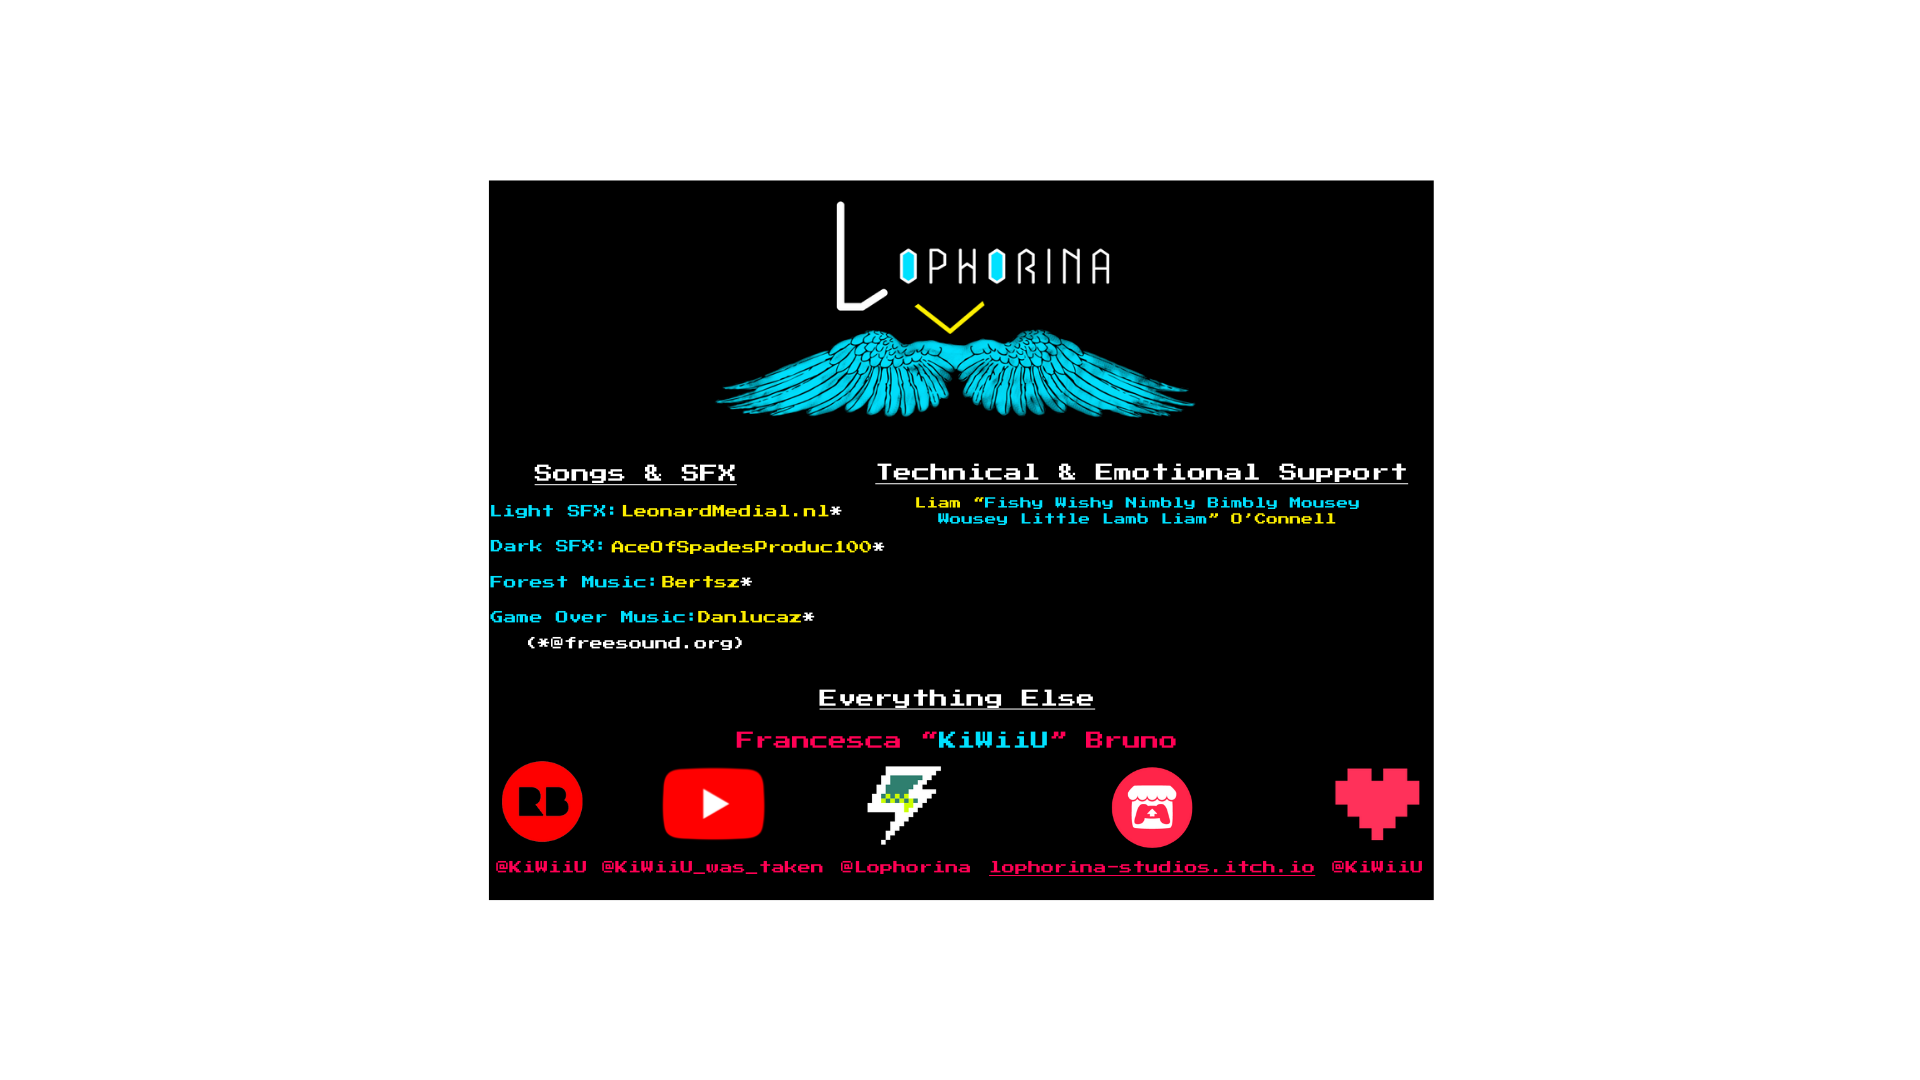 LOPHORINA
Songs & SFX
Light SFX: LeonardMedial.nl*
Dark SFX: AceOfSpadesProduc100*
Forest Music: Bertsz*
Game Over Music:Danlucaz*
(*@freesound.org)
Technical & Emotional Support
Liam “Fishy Wishy Nimbly Bimbly Mousey
Wousey Little Lamb Liam” O’Connell
Everything Else
Francesca “KiWiiU” Bruno
RB
@KiWiiU @KiWiiU_was_taken @Lophorina lophorina-studios.itch.io @KiWiiU